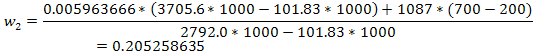 w₂ = (0.005963666 * (3705.6 * 1000 − 101.83 * 1000) + 1087 * (700 − 200)) / (2792.0 * 1000 − 101.83 * 1000)
= 0.205258635